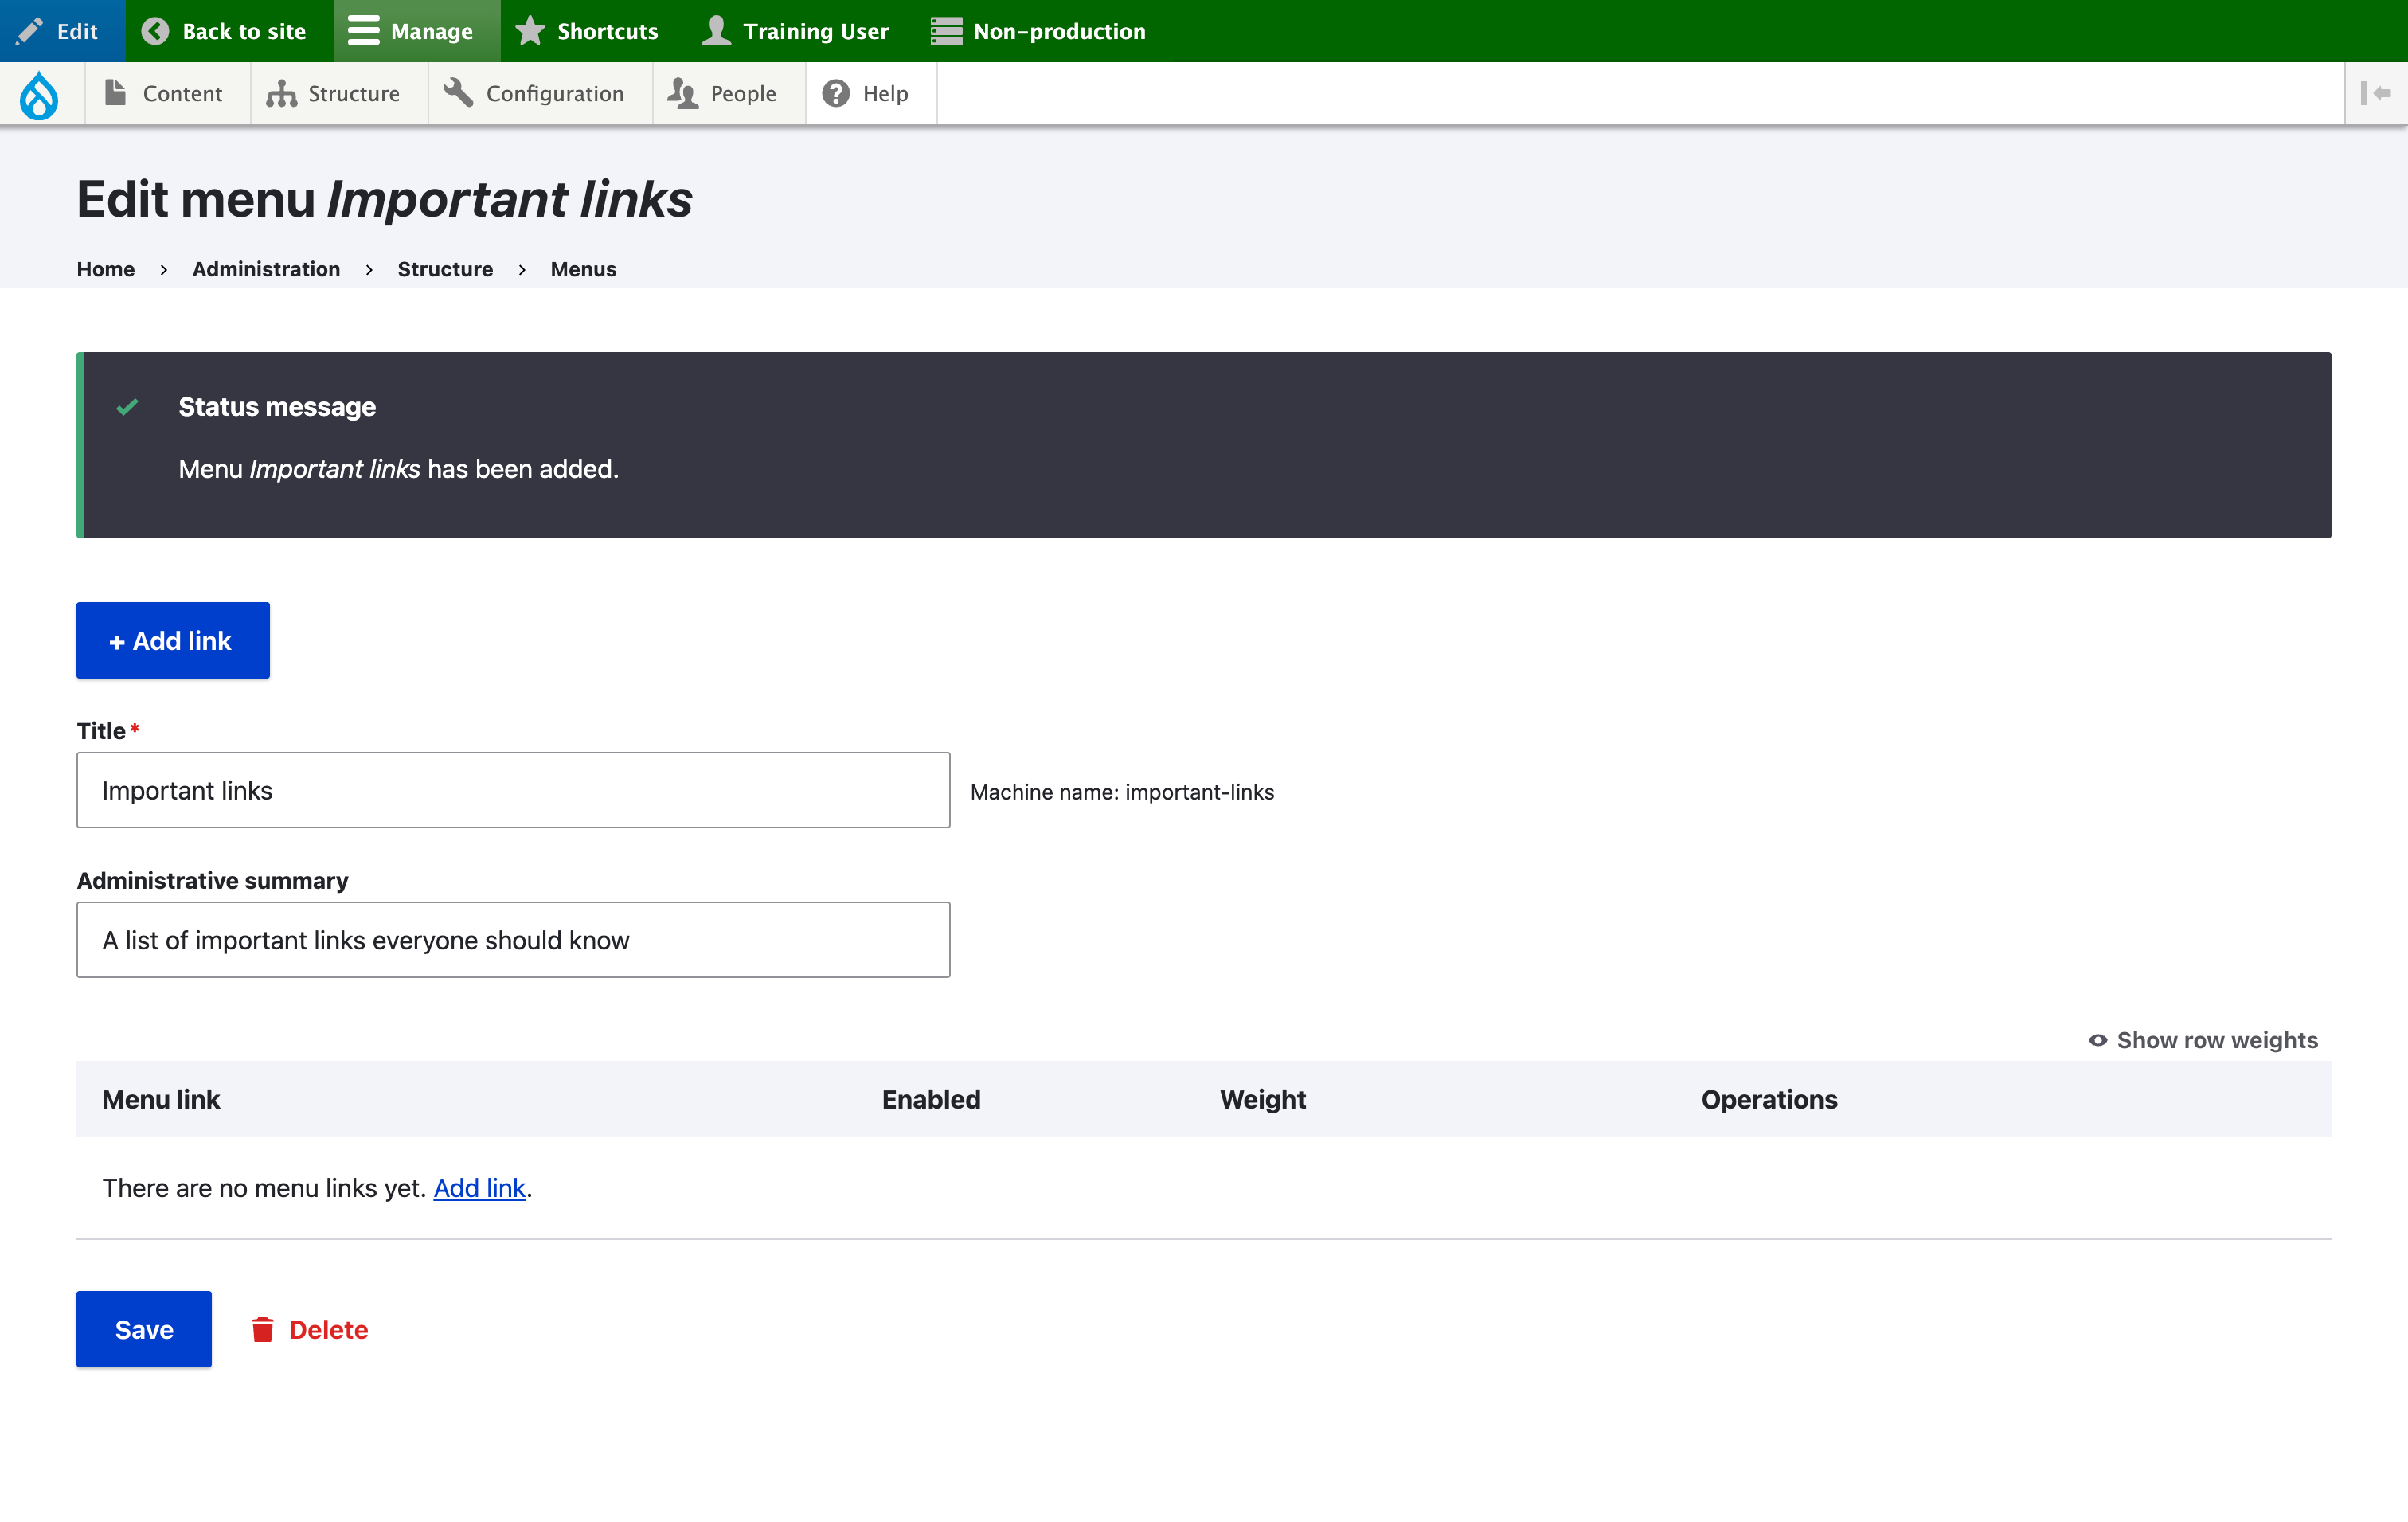 Edit Back to site Manage Shortcuts Training User Non-production
Content Structure Configuration People Help
Edit menu Important links
Home › Administration › Structure › Menus
Status message
Menu Important links has been added.
+ Add link
Title*
Important links
Machine name: important-links
Administrative summary
A list of important links everyone should know
Show row weights
Menu link Enabled Weight Operations
There are no menu links yet. Add link.
Save Delete